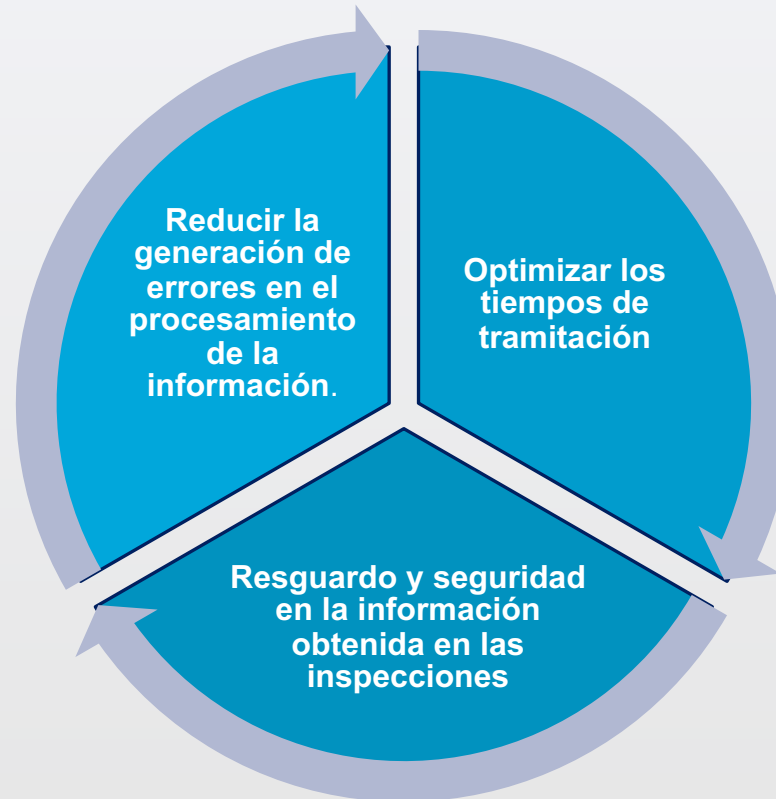 Reducir la
generación de
errores en el
procesamiento
de la
información.
Optimizar los
tiempos de
tramitación
Resguardo y seguridad
en la información
obtenida en las
inspecciones